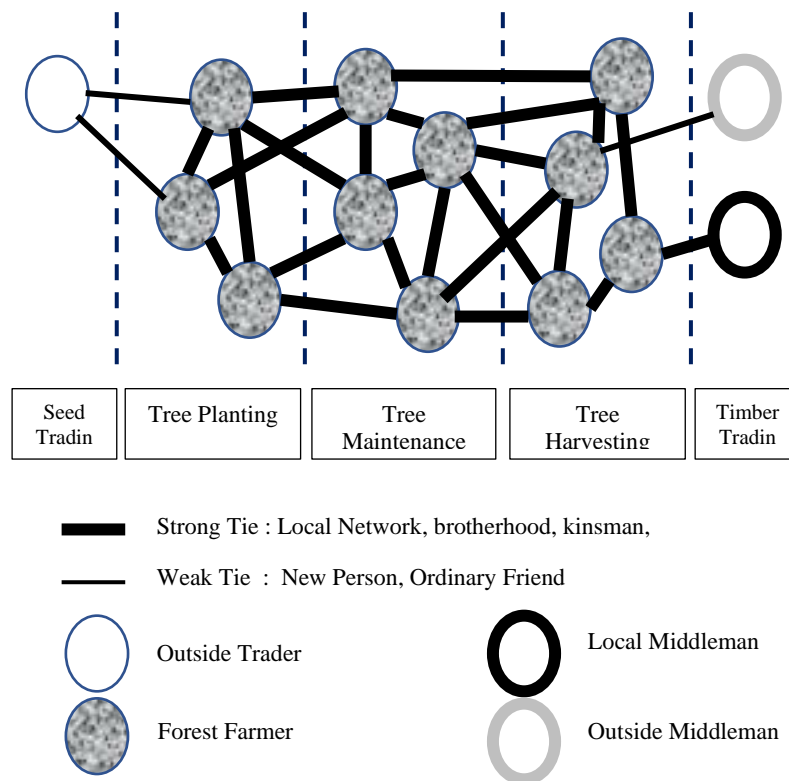 Seed
Tradin
Tree Planting
Tree
Maintenance
Tree
Harvesting
Timber
Tradin
Strong Tie : Local Network, brotherhood, kinsman,
Weak Tie : New Person, Ordinary Friend
Outside Trader
Local Middleman
Forest Farmer
Outside Middleman